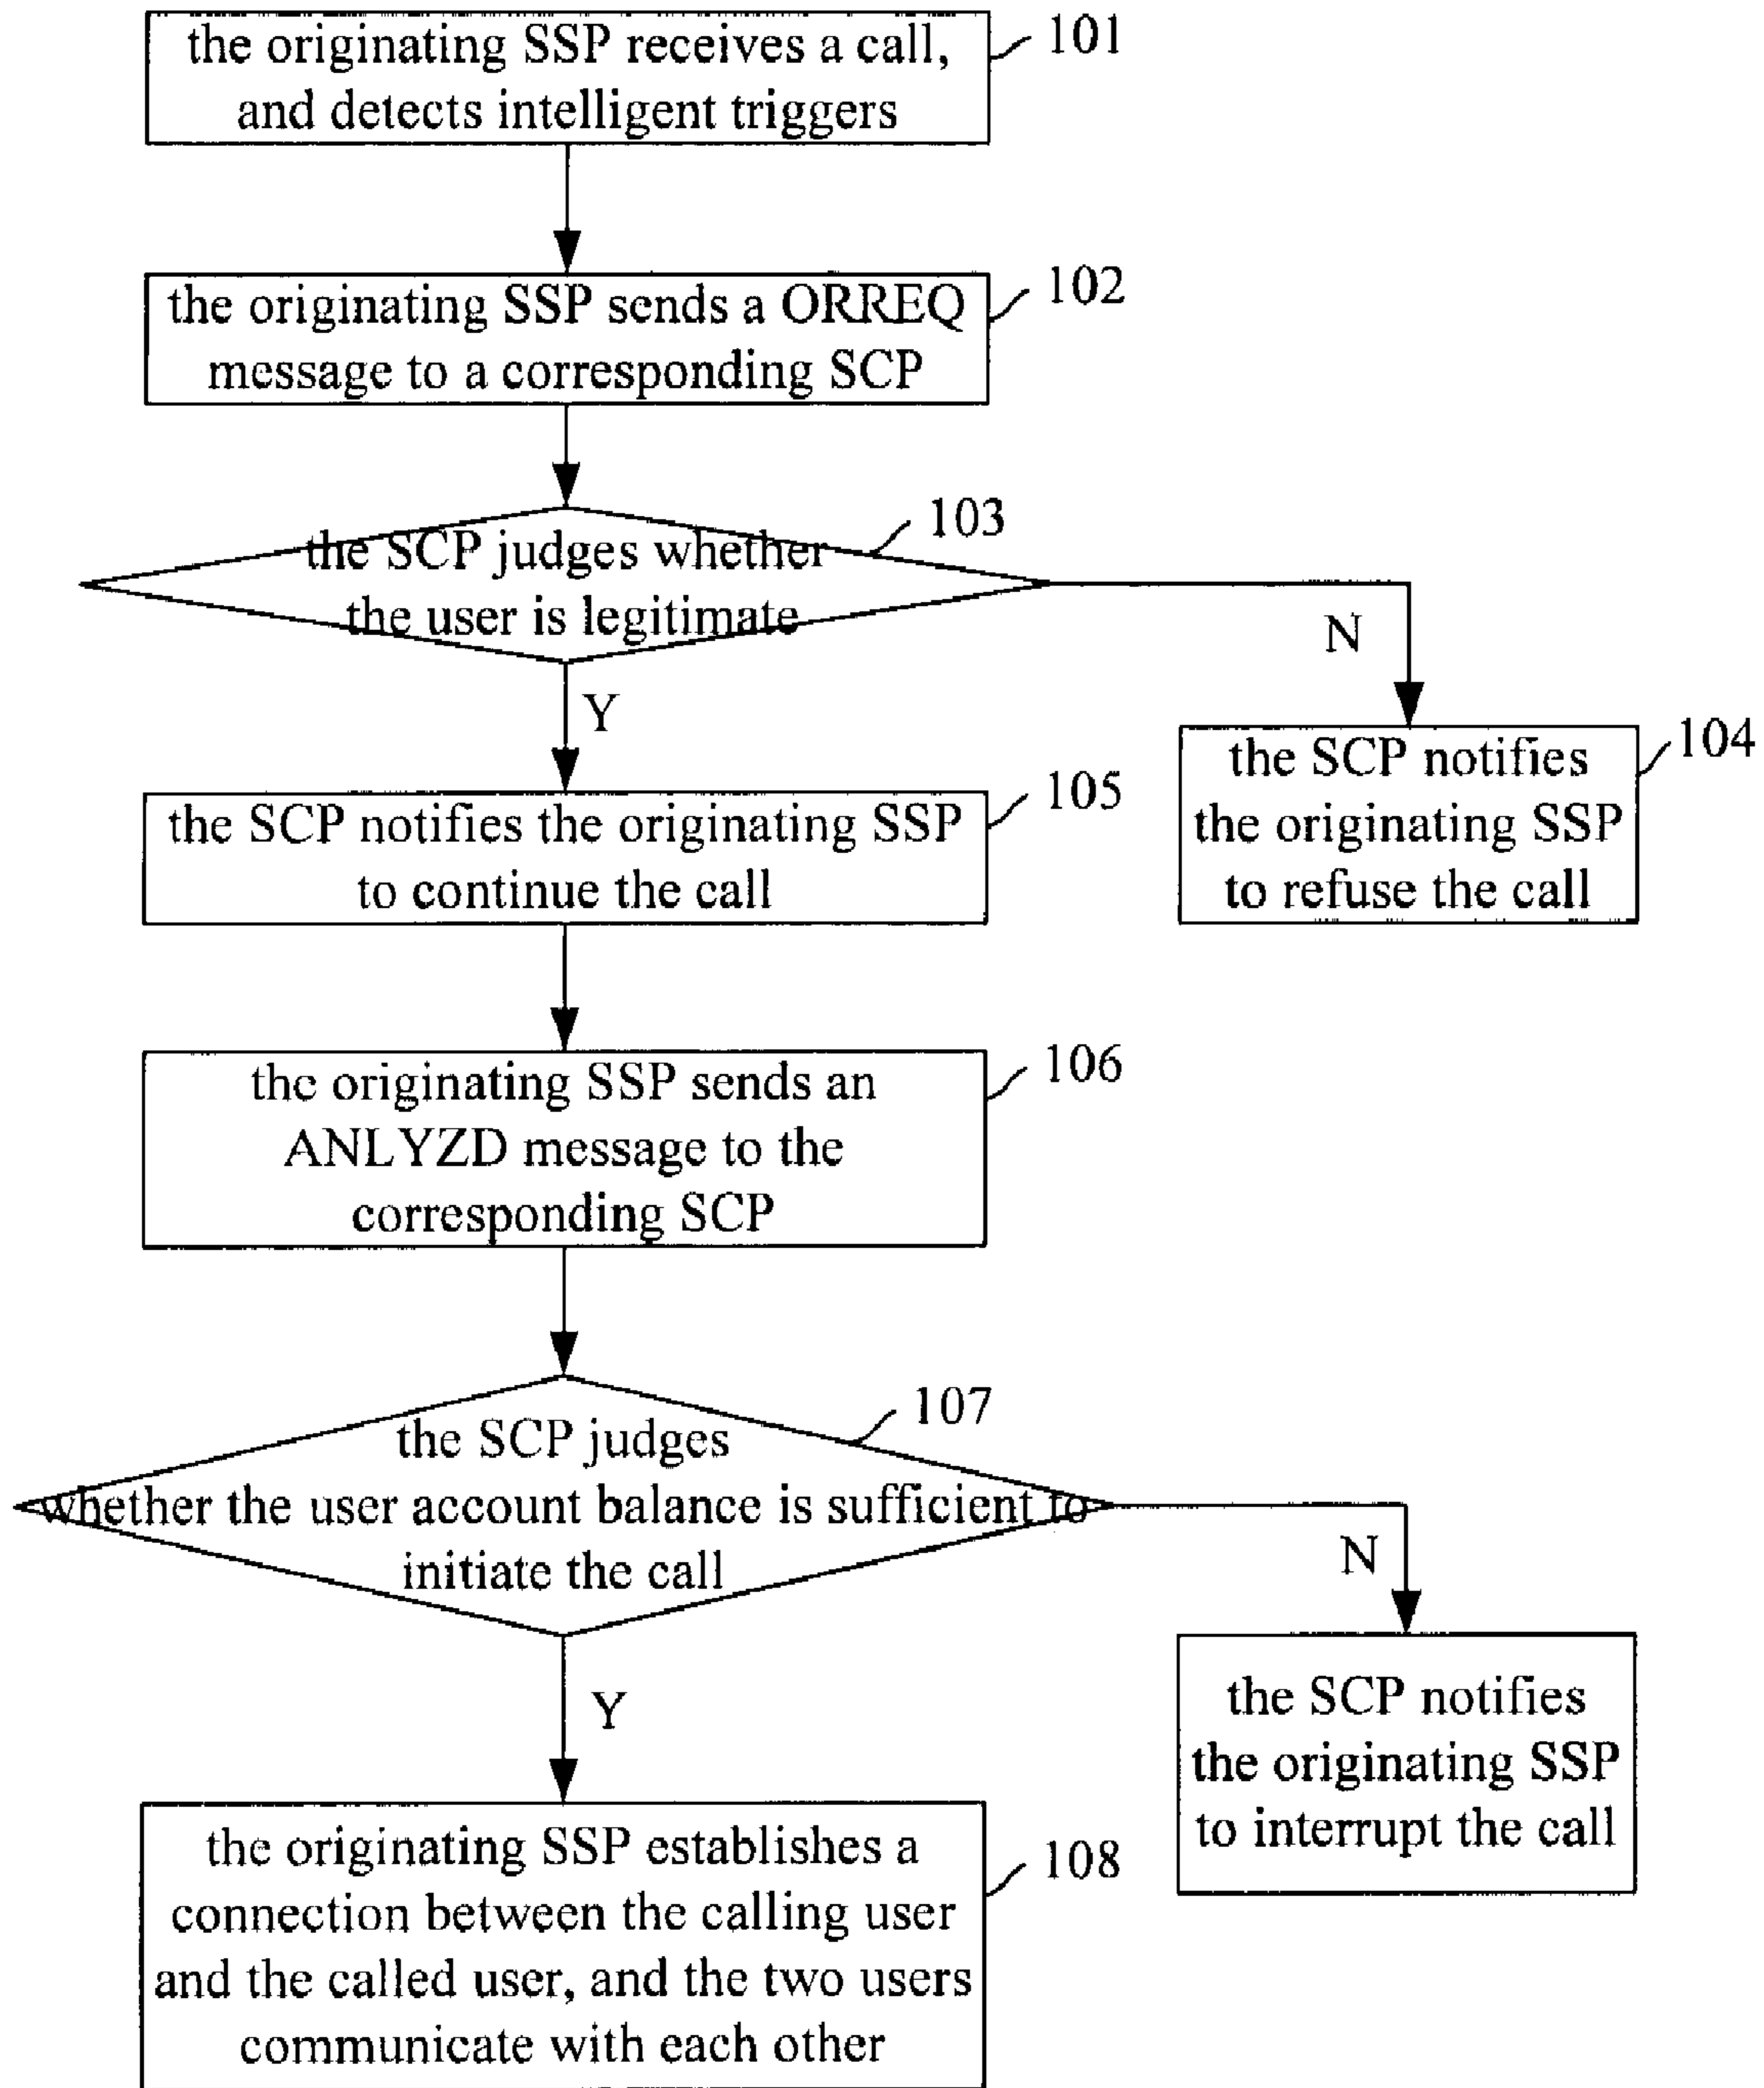 the originating SSP receives a call,
and detects intelligent triggers
101
the originating SSP sends a ORREQ
message to a corresponding SCP
102
the SCP judges whether
the user is legitimate
103
N
Y
the SCP notifies
the originating SSP
to refuse the call
104
the SCP notifies the originating SSP
to continue the call
105
the originating SSP sends an
ANLYZD message to the
corresponding SCP
106
the SCP judges
whether the user account balance is sufficient to
initiate the call
107
N
Y
the SCP notifies
the originating SSP
to interrupt the call
the originating SSP establishes a
connection between the calling user
and the called user, and the two users
communicate with each other
108